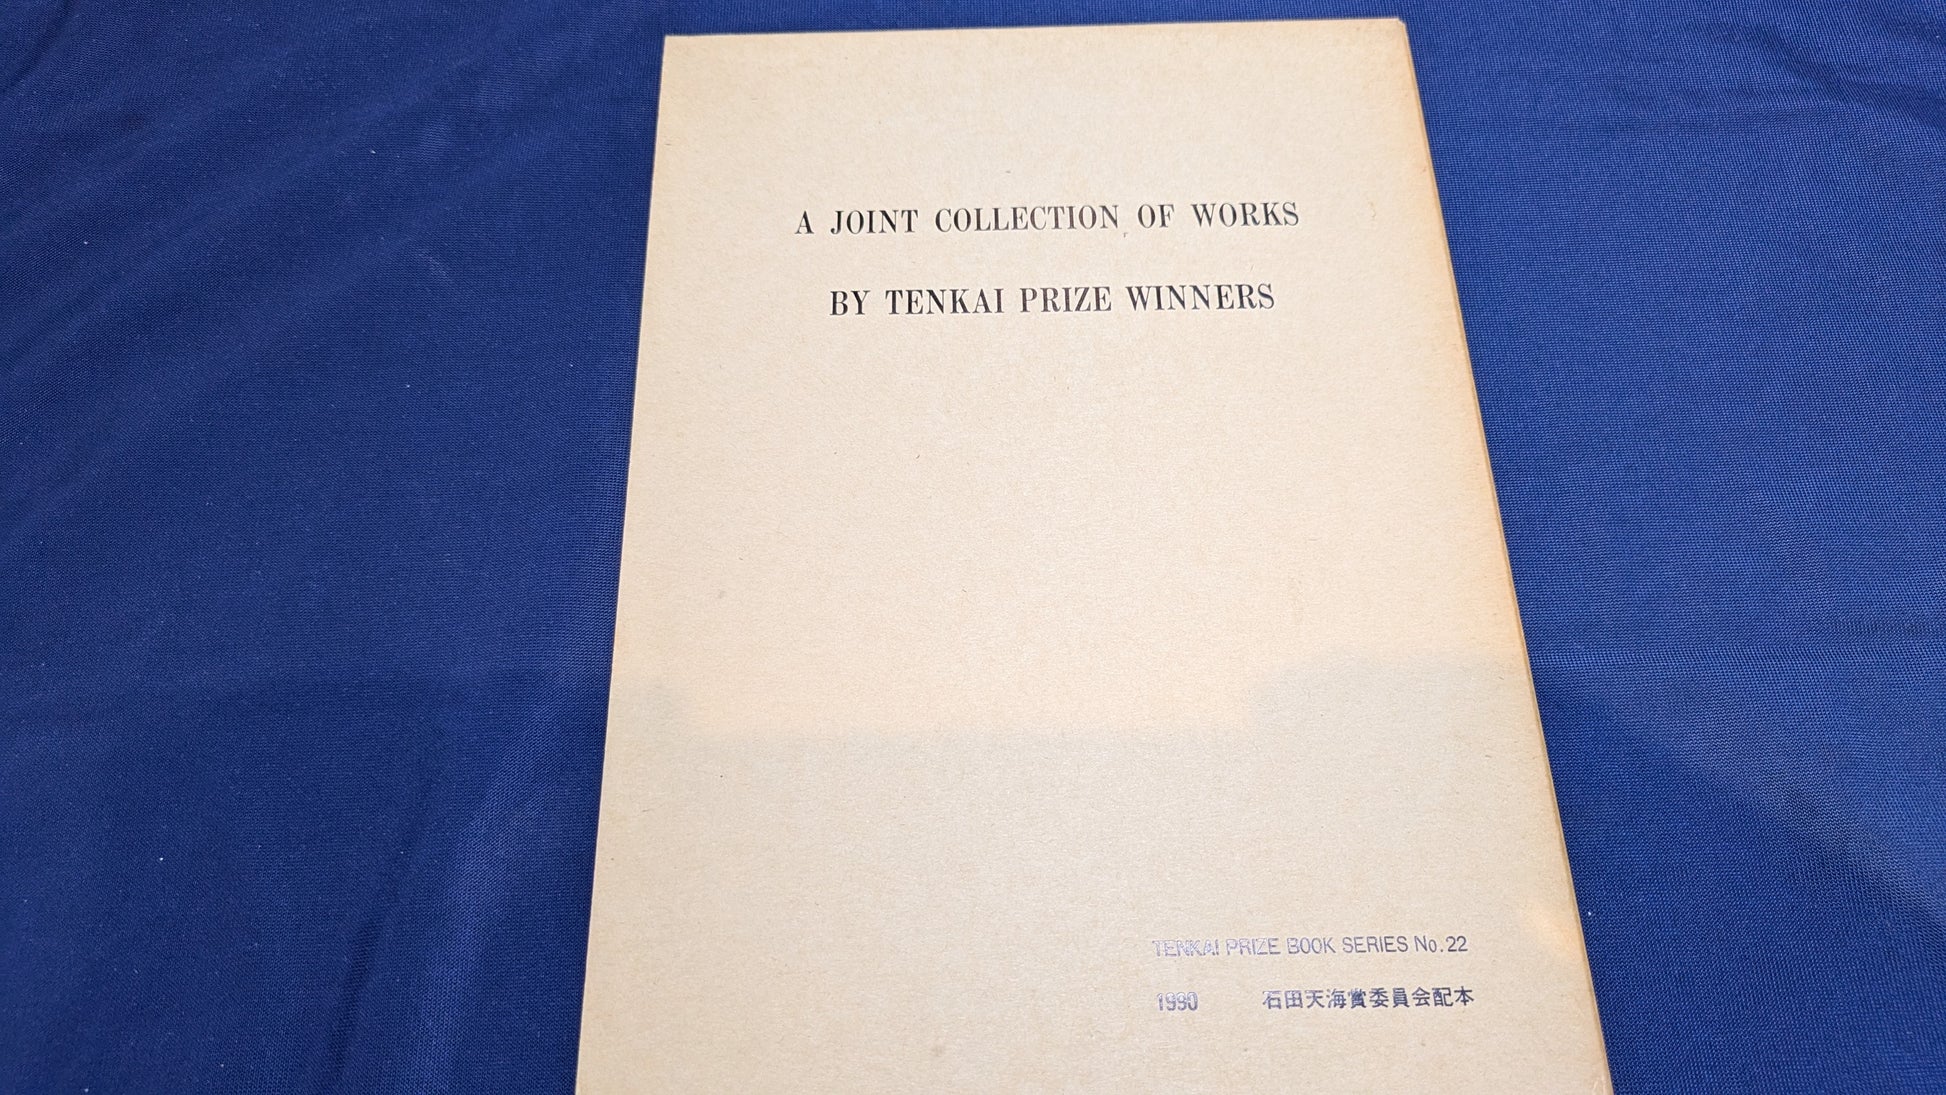 A JOINT COLLECTION OF WORKS
BY TENKAI PRIZE WINNERS
TENKAI PRIZE BOOK SERIES No.22
1990 石田天海賞委員会配本